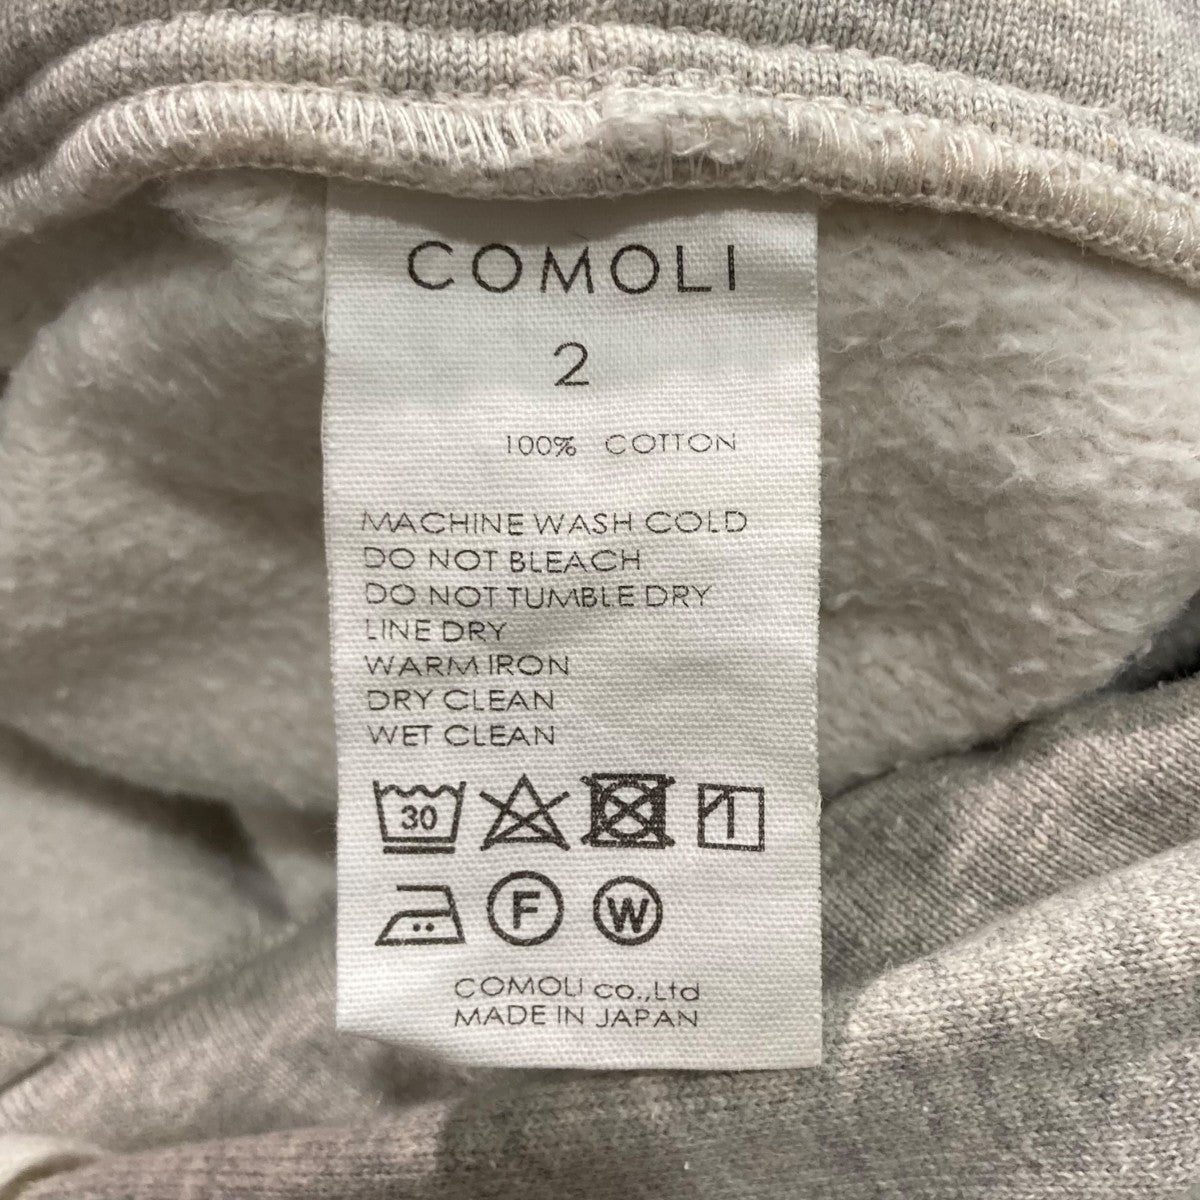 COMOLI
2
100% COTTON
MACHINE WASH COLD
DO NOT BLEACH
DO NOT TUMBLE DRY
LINE DRY
WARM IRON
DRY CLEAN
WET CLEAN
30
F W
COMOLI co.,Ltd
MADE IN JAPAN